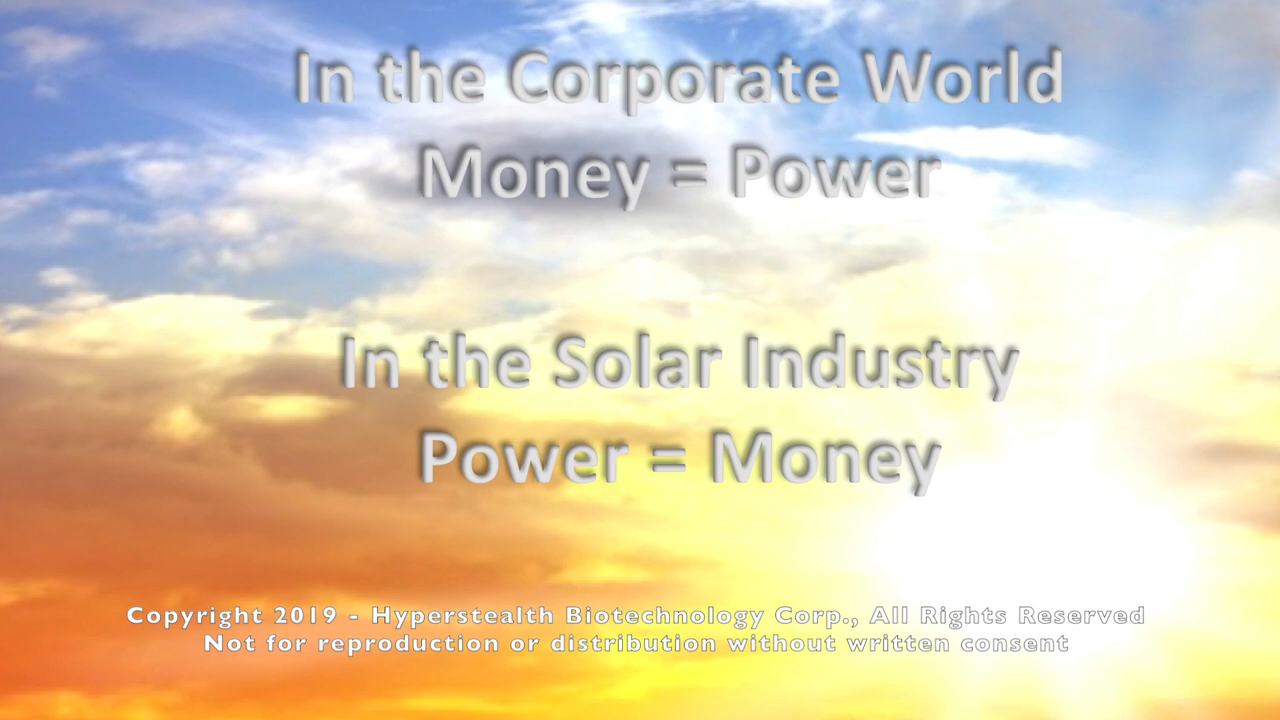 In the Corporate World
Money = Power
In the Solar Industry
Power = Money
Copyright 2019 - Hyperstealth Biotechnology Corp., All Rights Reserved
Not for reproduction or distribution without written consent